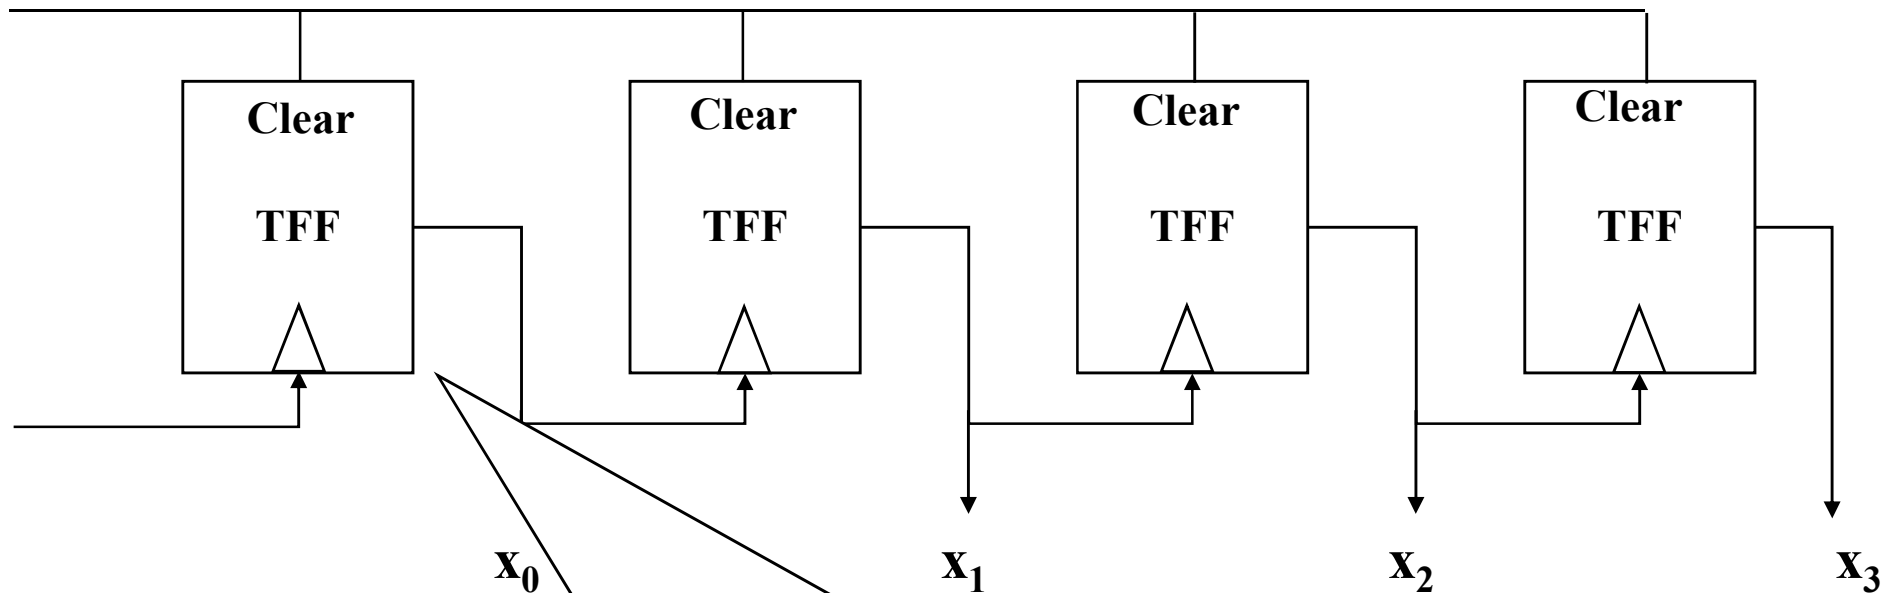 Clear Clear Clear Clear
TFF TFF TFF TFF
x₀ x₁ x₂ x₃